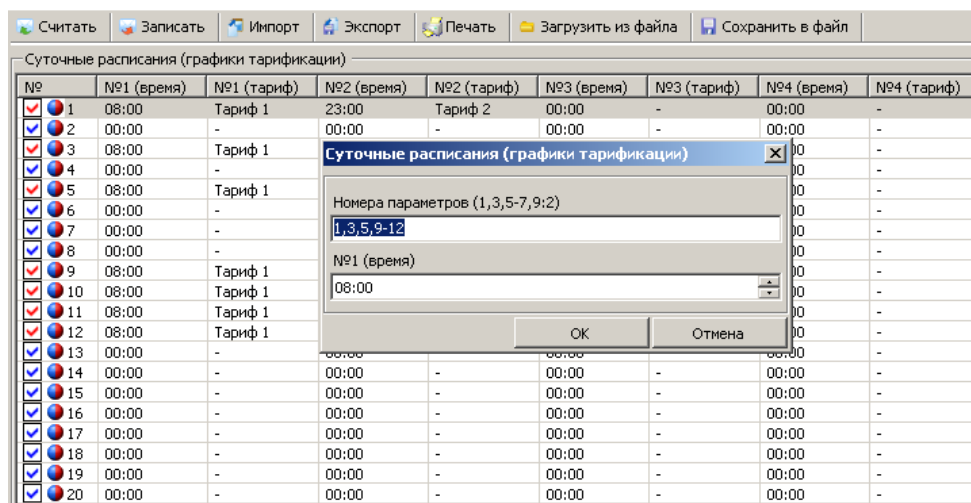 Считать Записать Импорт Экспорт Печать Загрузить из файла Сохранить в файл
Суточные расписания (графики тарификации)
№ №1 (время) №1 (тариф) №2 (время) №2 (тариф) №3 (время) №3 (тариф) №4 (время) №4 (тариф)
1 08:00 Тариф 1 23:00 Тариф 2 00:00 - 00:00 -
2 00:00 - 00:00 - 00:00 - 00:00 -
3 08:00 Тариф 1 -
4 00:00 - -
5 08:00 Тариф 1 -
6 00:00 - -
7 00:00 - -
8 00:00 - -
9 08:00 Тариф 1 -
10 08:00 Тариф 1 -
11 08:00 Тариф 1 -
12 08:00 Тариф 1 -
Суточные расписания (графики тарификации)
Номера параметров (1,3,5-7,9:2)
1,3,5,9-12
№1 (время)
08:00
OK Отмена
13 00:00 - 00:00 - 00:00 - 00:00 -
14 00:00 - 00:00 - 00:00 - 00:00 -
15 00:00 - 00:00 - 00:00 - 00:00 -
16 00:00 - 00:00 - 00:00 - 00:00 -
17 00:00 - 00:00 - 00:00 - 00:00 -
18 00:00 - 00:00 - 00:00 - 00:00 -
19 00:00 - 00:00 - 00:00 - 00:00 -
20 00:00 - 00:00 - 00:00 - 00:00 -